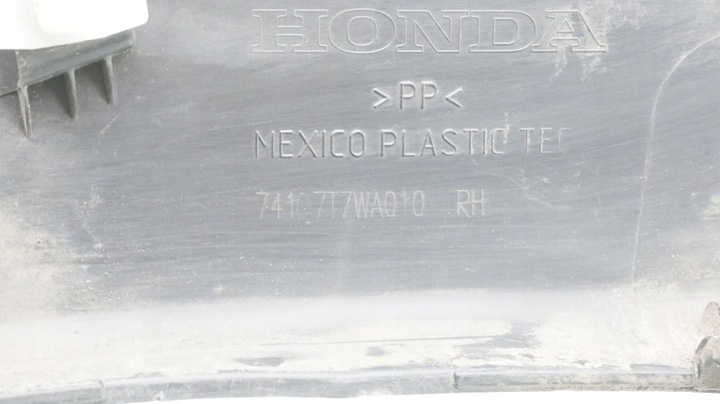 HONDA
>PP<
MEXICO PLASTIC TEC
74107T7WA010 RH